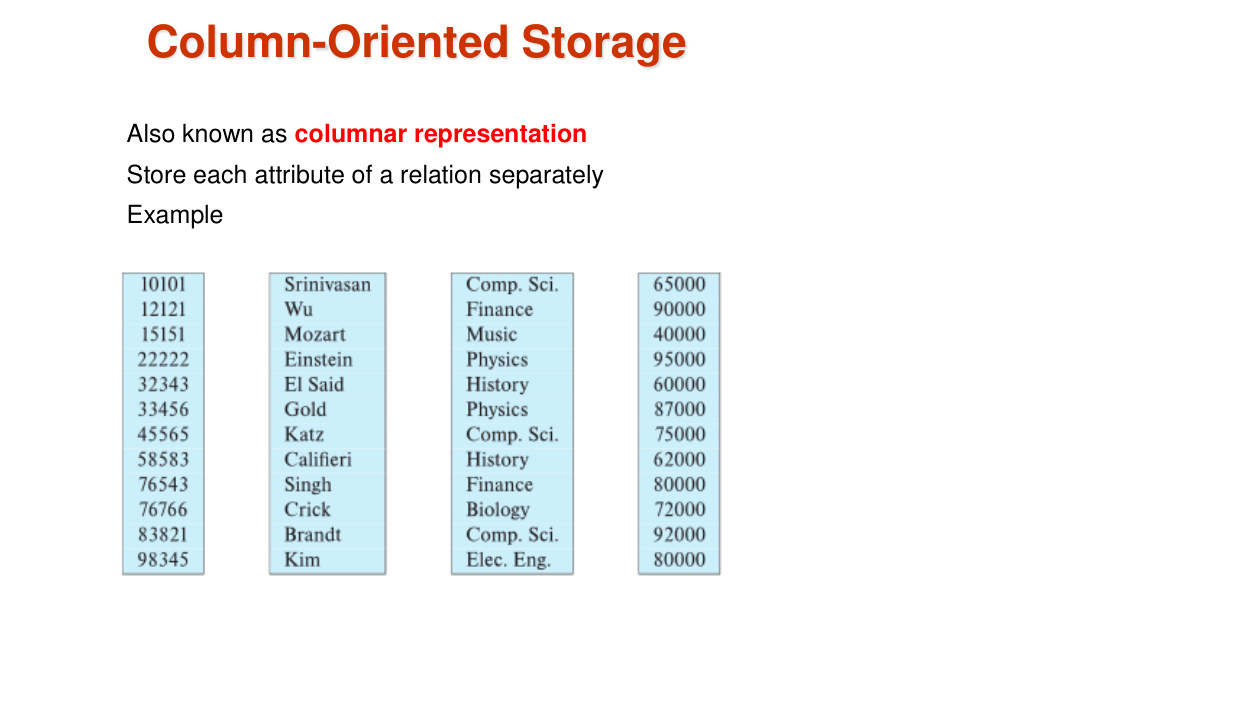 Column-Oriented Storage
Also known as columnar representation
Store each attribute of a relation separately
Example
10101 Srinivasan Comp. Sci. 65000
12121 Wu Finance 90000
15151 Mozart Music 40000
22222 Einstein Physics 95000
32343 El Said History 60000
33456 Gold Physics 87000
45565 Katz Comp. Sci. 75000
58583 Califieri History 62000
76543 Singh Finance 80000
76766 Crick Biology 72000
83821 Brandt Comp. Sci. 92000
98345 Kim Elec. Eng. 80000